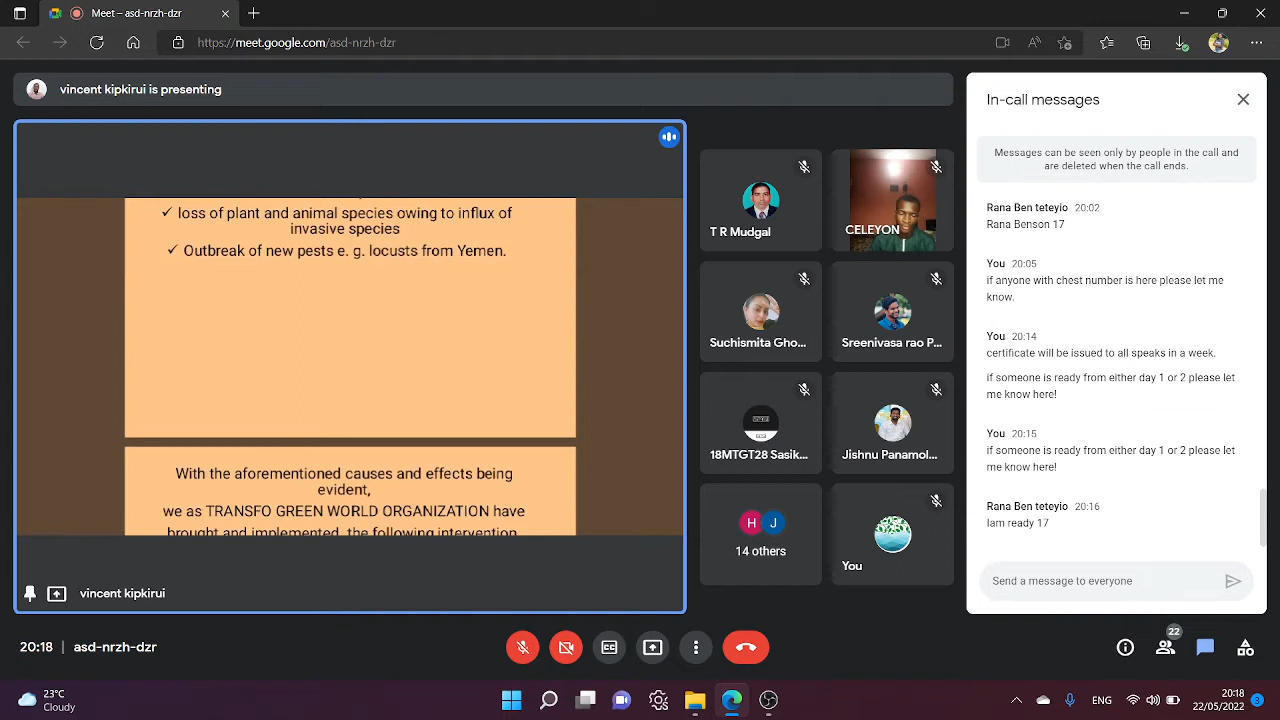 Meet – asd-nrzh-dzr
https://meet.google.com/asd-nrzh-dzr
vincent kipkirui is presenting
✓ loss of plant and animal species owing to influx of
invasive species
✓ Outbreak of new pests e. g. locusts from Yemen.
With the aforementioned causes and effects being
evident,
we as TRANSFO GREEN WORLD ORGANIZATION have
brought and implemented the following intervention
vincent kipkirui
T R Mudgal
CELEYON
Suchismita Gho...
Sreenivasa rao P...
18MTGT28 Sasik...
Jishnu Panamol...
H J
14 others
You
In-call messages
Messages can be seen only by people in the call and
are deleted when the call ends.
Rana Ben teteyio 20:02
Rana Benson 17
You 20:05
if anyone with chest number is here please let me
know.
You 20:14
certificate will be issued to all speaks in a week.
if someone is ready from either day 1 or 2 please let
me know here!
You 20:15
if someone is ready from either day 1 or 2 please let
me know here!
Rana Ben teteyio 20:16
Iam ready 17
Send a message to everyone
20:18 | asd-nrzh-dzr
CC
22
23°C
Cloudy
ENG
20:18
22/05/2022
3